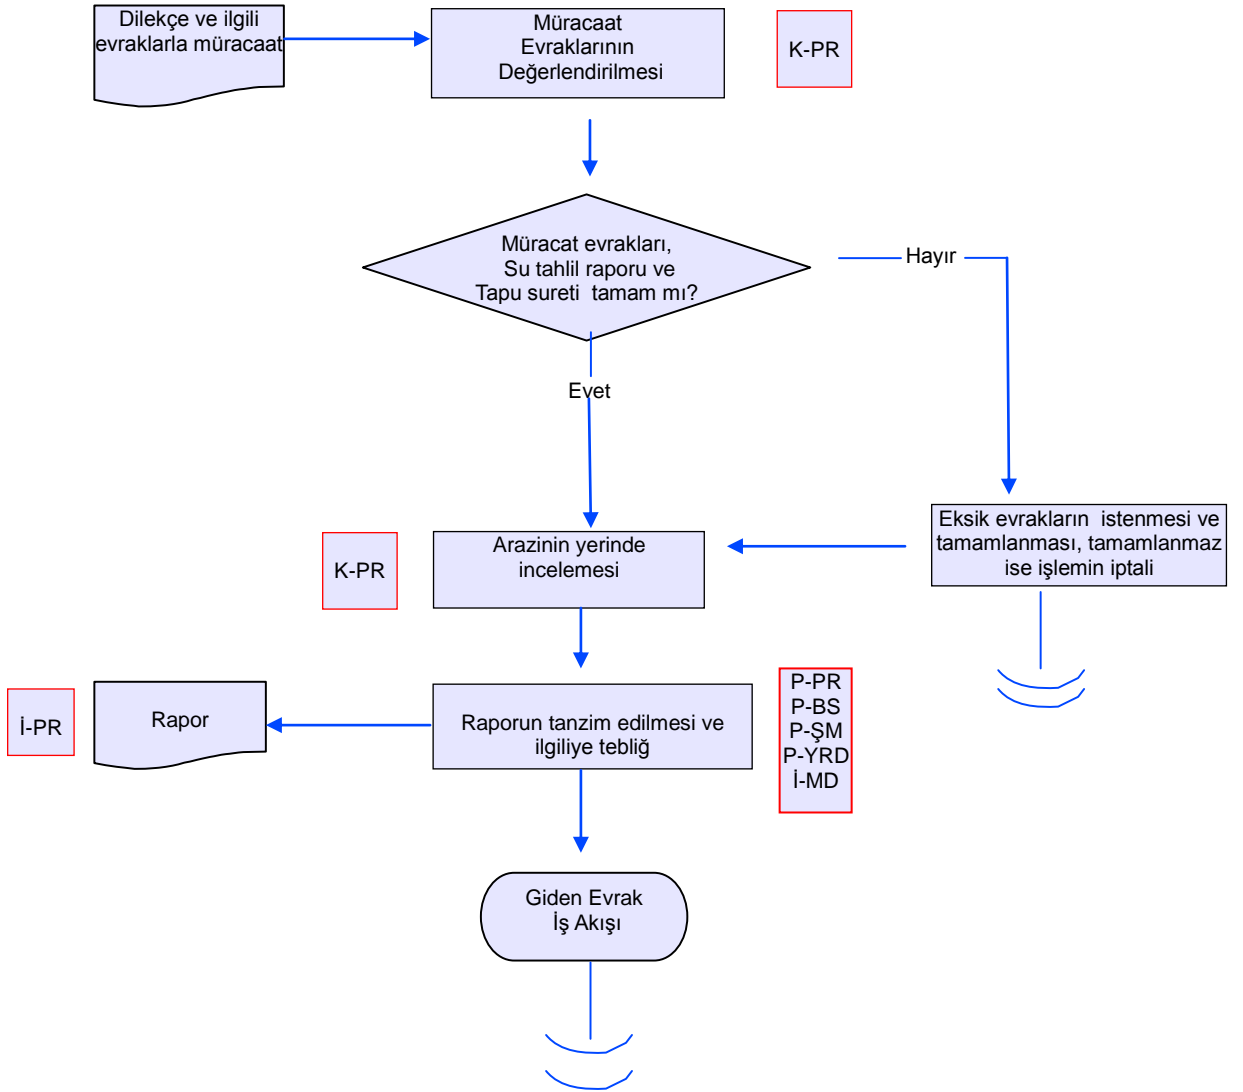 Dilekçe ve ilgili
evraklarla müracaat
Müracaat
Evraklarının
Değerlendirilmesi
K-PR
Müracat evrakları,
Su tahlil raporu ve
Tapu sureti tamam mı?
Hayır
Evet
Eksik evrakların istenmesi ve
tamamlanması, tamamlanmaz
ise işlemin iptali
Arazinin yerinde
incelemesi
K-PR
İ-PR
Rapor
Raporun tanzim edilmesi ve
ilgiliye tebliğ
P-PR
P-BS
P-ŞM
P-YRD
İ-MD
Giden Evrak
İş Akışı